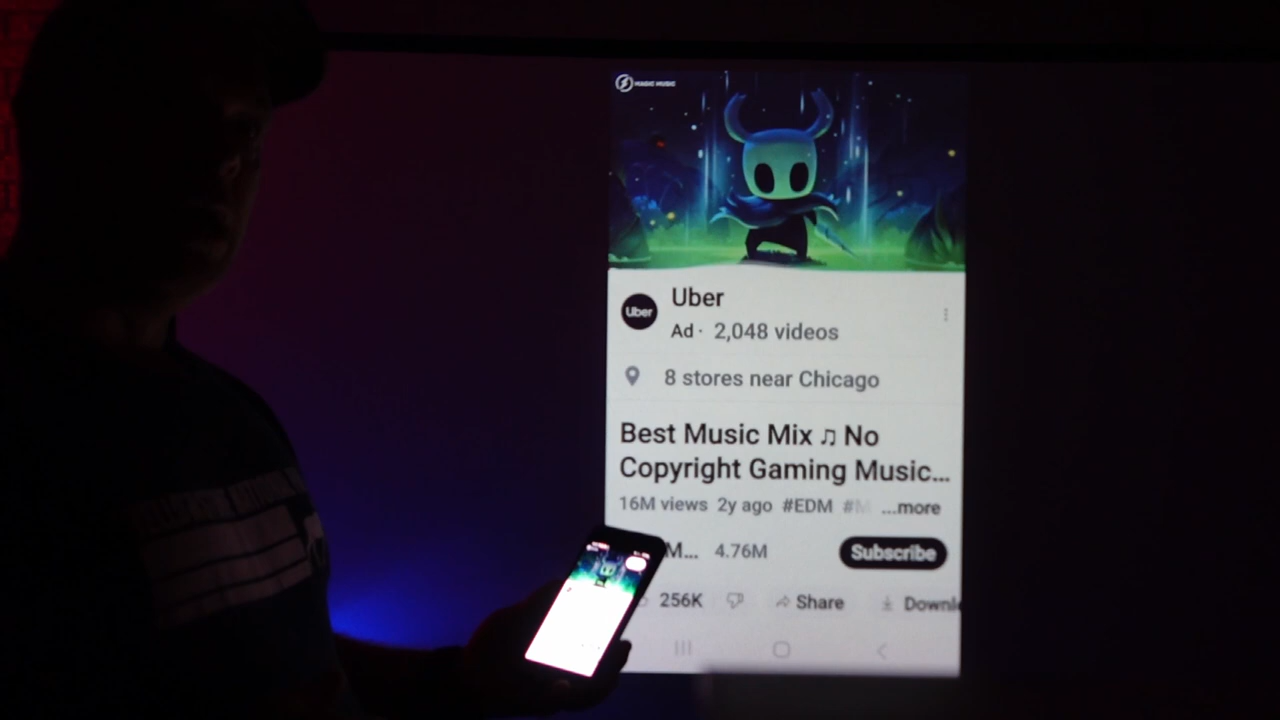 MAGIC MUSIC
Uber
Uber
Ad · 2,048 videos
8 stores near Chicago
Best Music Mix ♫ No
Copyright Gaming Music...
16M views 2y ago #EDM #M ...more
M... 4.76M Subscribe
256K Share Downl